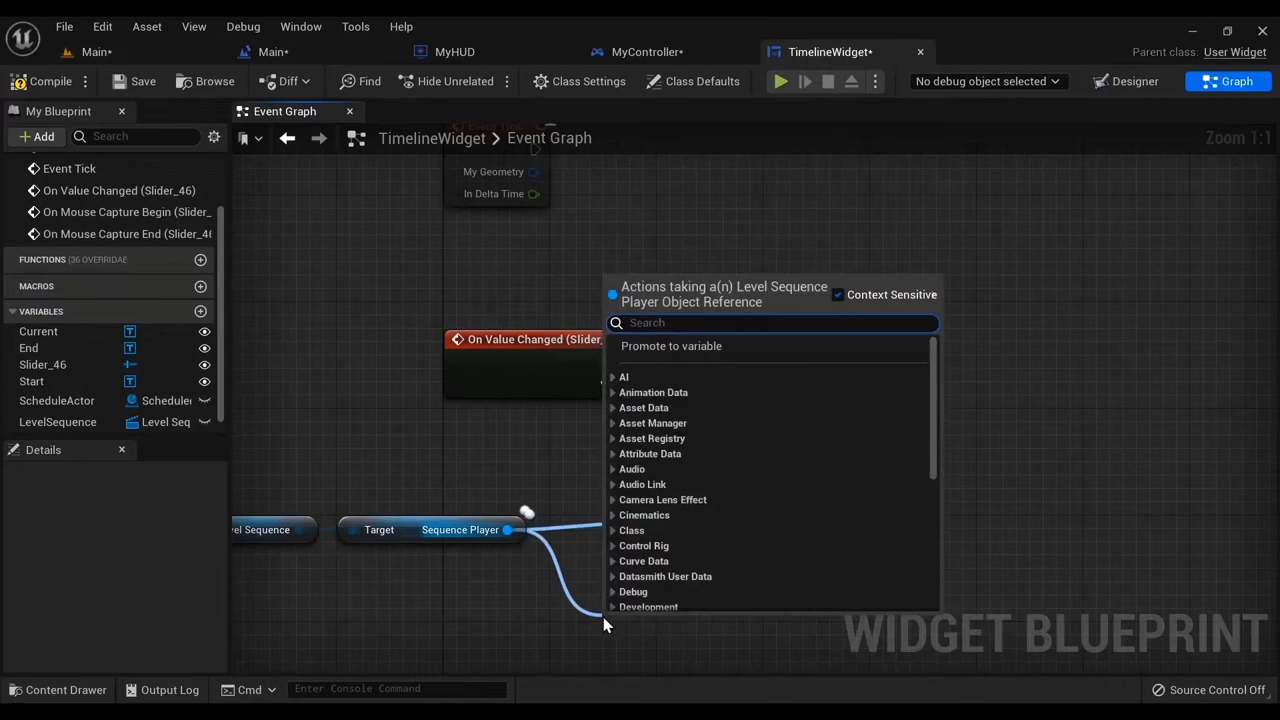 File Edit Asset View Debug Window Tools Help
Main* Main* MyHUD MyController* TimelineWidget* Parent class: User Widget
Compile Save Browse Diff Find Hide Unrelated Class Settings Class Defaults No debug object selected Designer Graph
My Blueprint Event Graph
Add Search TimelineWidget Event Graph Zoom 1:1
Event Tick
My Geometry
In Delta Time
On Value Changed (Slider_46)
On Mouse Capture Begin (Slider_
On Mouse Capture End (Slider_46
FUNCTIONS (36 OVERRIDAE
MACROS
VARIABLES
Current
End
Slider_46
Start
ScheduleActor Schedule
LevelSequence Level Seq
Details
On Value Changed (Slider_
vel Sequence Target Sequence Player
Actions taking a(n) Level Sequence
Player Object Reference
Context Sensitive
Search
Promote to variable
AI
Animation Data
Asset Data
Asset Manager
Asset Registry
Attribute Data
Audio
Audio Link
Camera Lens Effect
Cinematics
Class
Control Rig
Curve Data
Datasmith User Data
Debug
Development
WIDGET BLUEPRINT
Content Drawer Output Log Cmd Enter Console Command Source Control Off